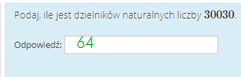 Podaj, ile jest dzielników naturalnych liczby 30030.
Odpowiedź: 64